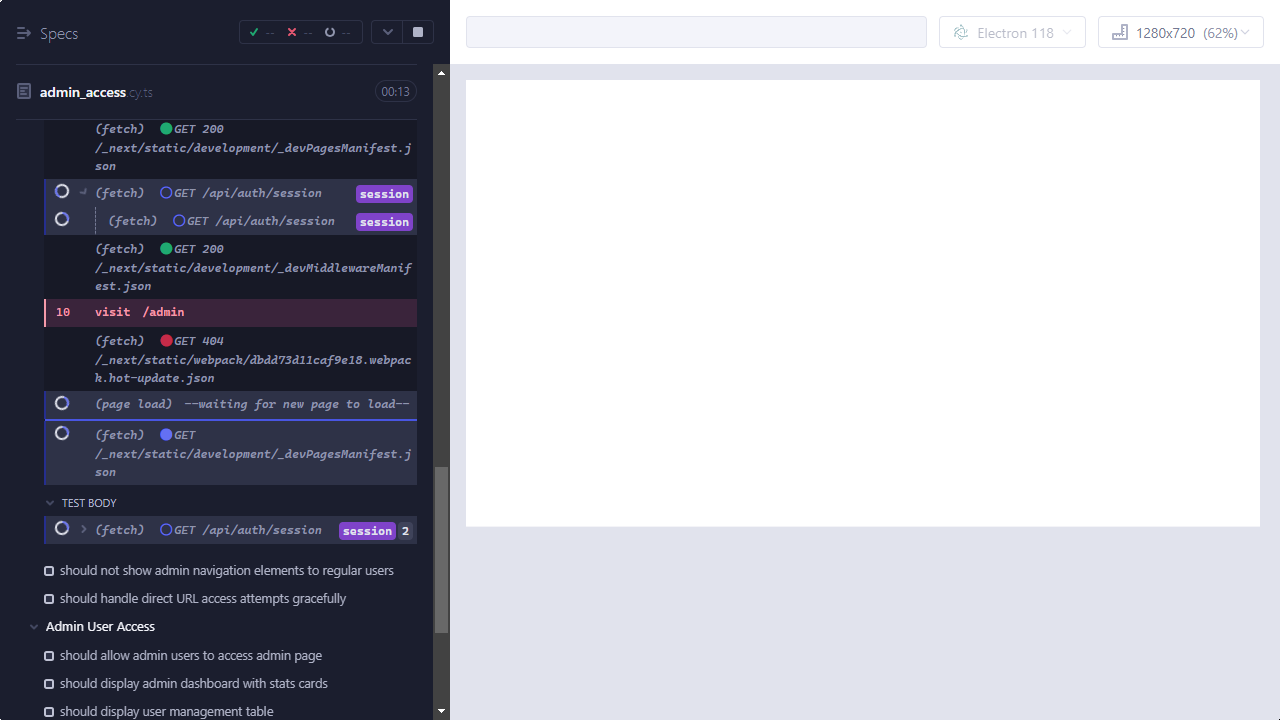 Specs
--
--
--
Electron 118
1280x720 (62%)
admin_access.cy.ts
00:13
(fetch) GET 200
/_next/static/development/_devPagesManifest.j
son
(fetch) GET /api/auth/session session
(fetch) GET /api/auth/session session
(fetch) GET 200
/_next/static/development/_devMiddlewareManif
est.json
10 visit /admin
(fetch) GET 404
/_next/static/webpack/dbdd73d11caf9e18.webpac
k.hot-update.json
(page load) --waiting for new page to load--
(fetch) GET
/_next/static/development/_devPagesManifest.j
son
TEST BODY
(fetch) GET /api/auth/session session 2
should not show admin navigation elements to regular users
should handle direct URL access attempts gracefully
Admin User Access
should allow admin users to access admin page
should display admin dashboard with stats cards
should display user management table